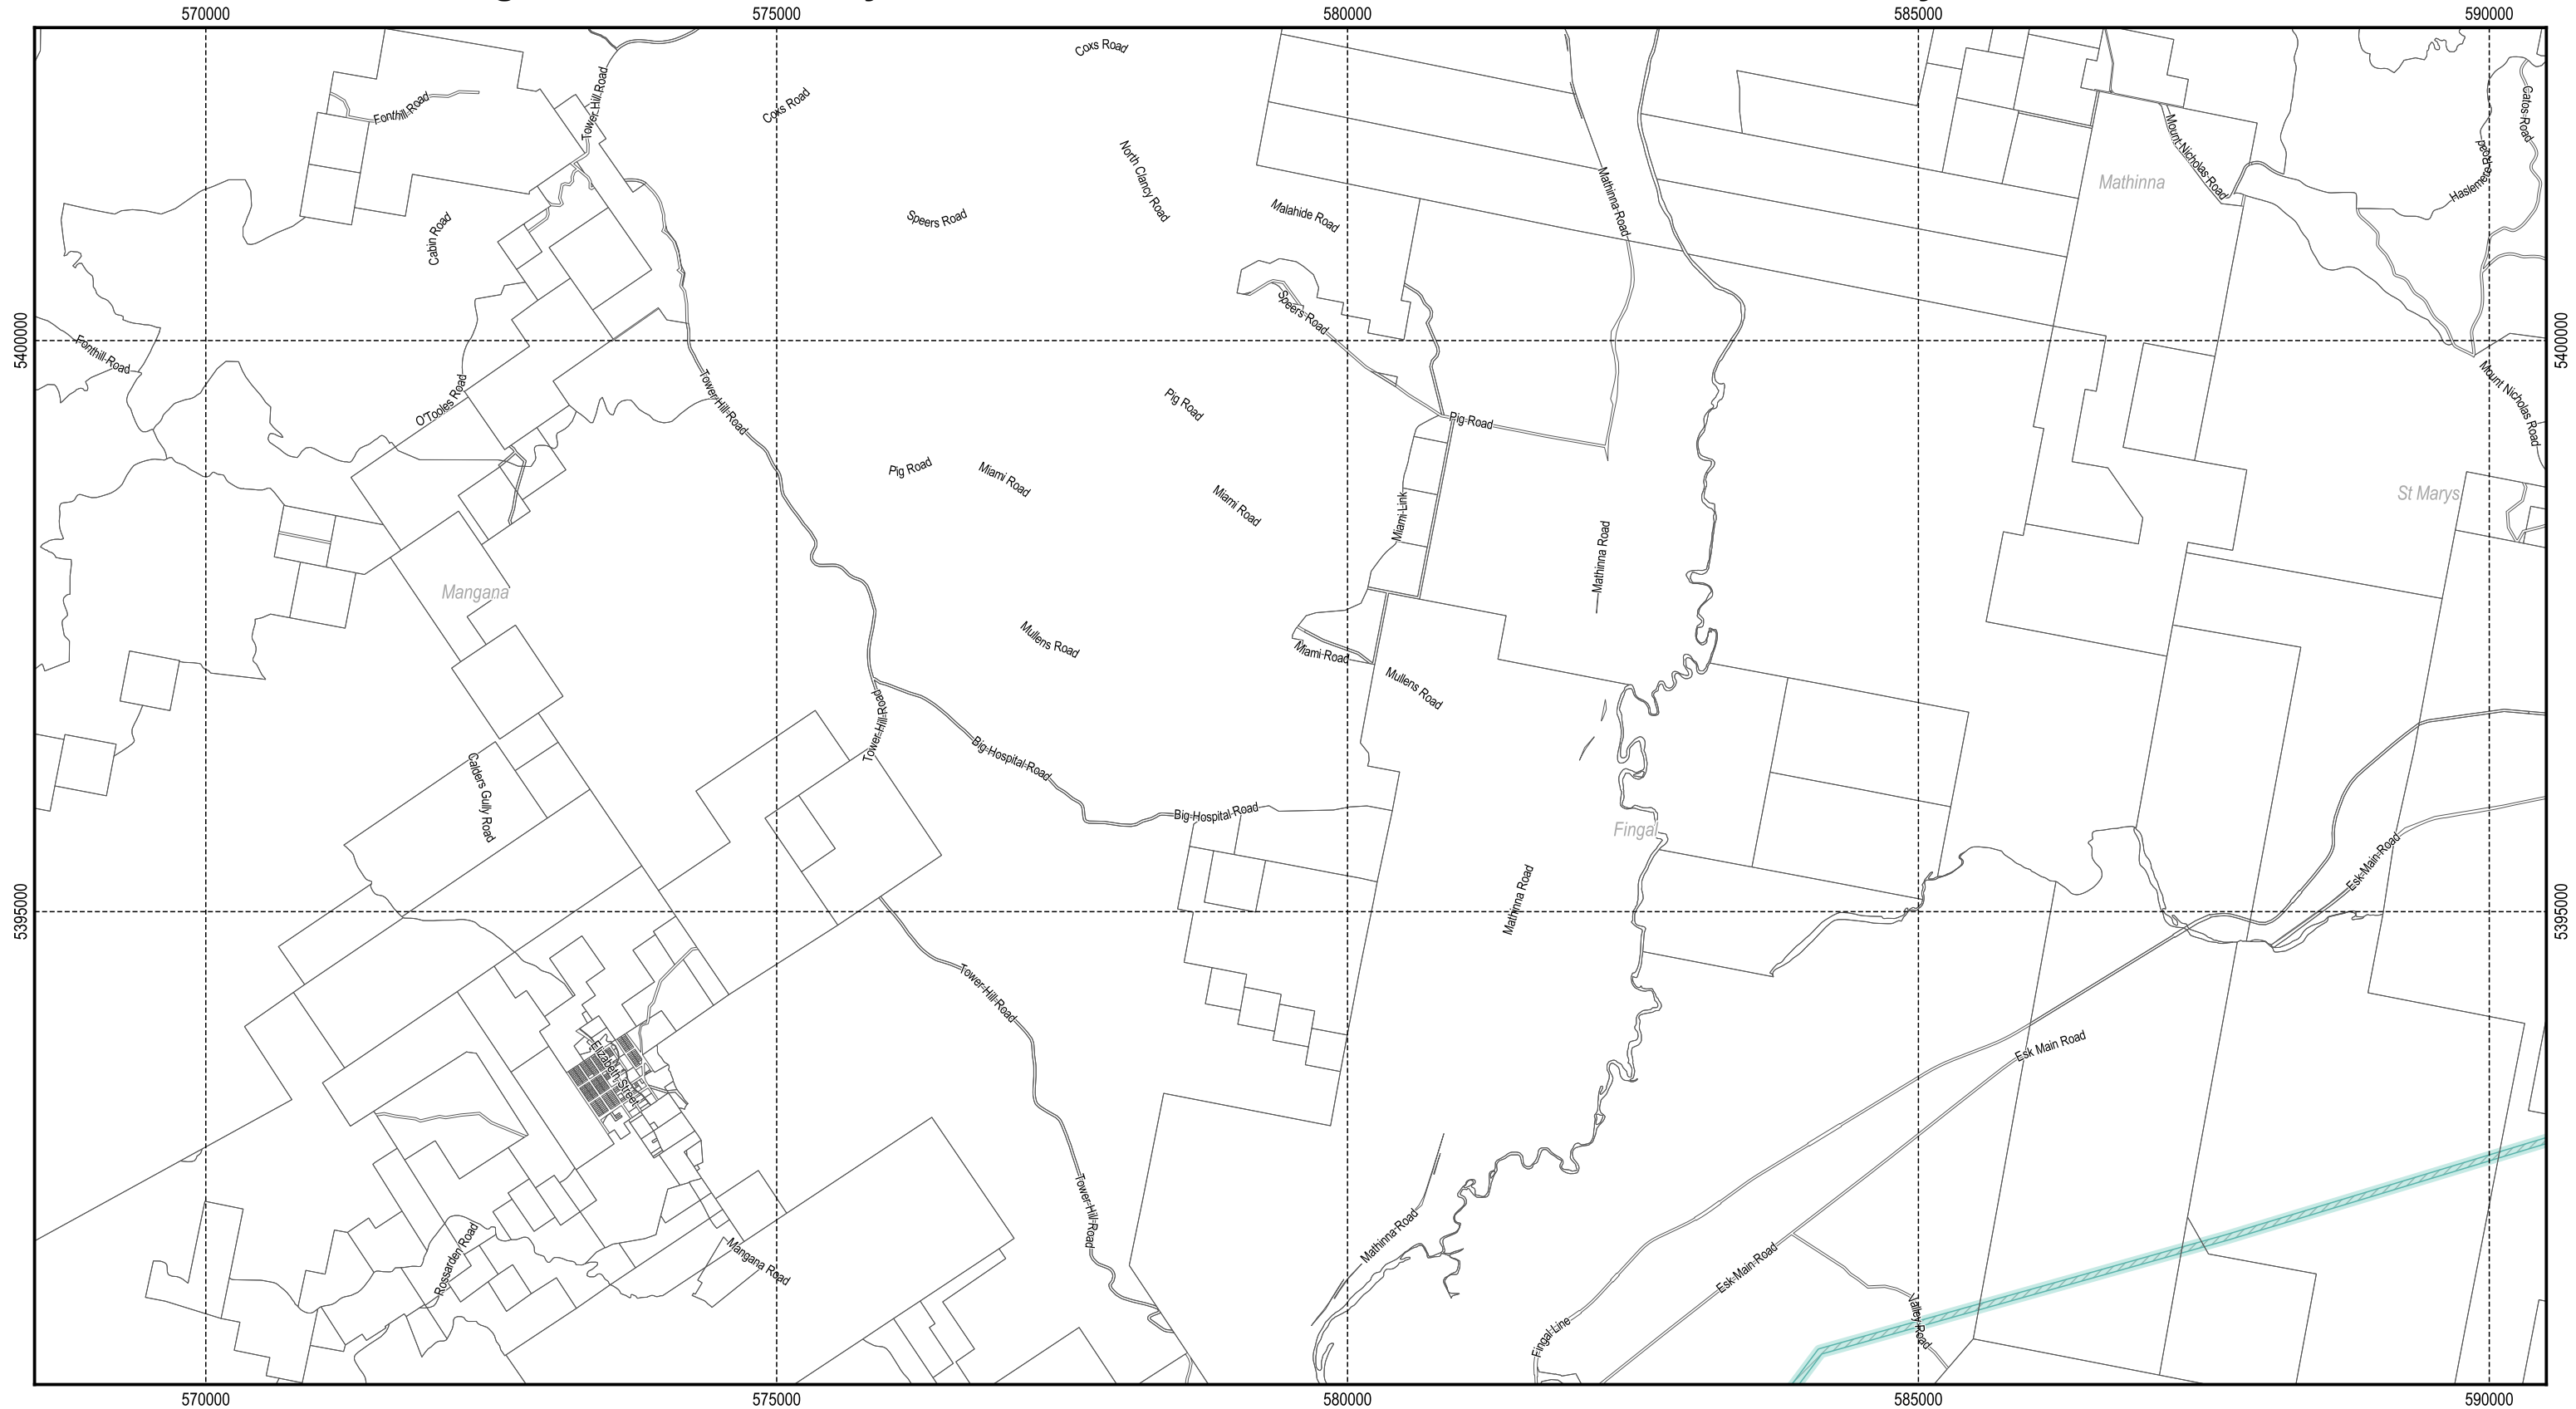 570000
575000
580000
585000
590000
Coxs Road
Coxs Road
Fonthill Road
Tower Hill Road
North Clancy Road
Mathinna Road
Mount Nicholas Road
Catos Road
Haslemere Road
Mathinna
Cabin Road
Speers Road
Malahide Road
Speers Road
5400000
5400000
Fonthill Road
O'Tooles Road
Tower Hill Road
Pig Road
Pig Road
Mount Nicholas Road
Pig Road
Miami Road
Miami Road
Miami Link
St Marys
Mathinna Road
Mangana
Mullens Road
Miami Road
Mullens Road
Tower Hill Road
Big Hospital Road
Calders Gully Road
Big Hospital Road
Fingal
Esk Main Road
5395000
5395000
Mathinna Road
Tower Hill Road
Esk Main Road
Elizabeth Street
Tower Hill Road
Mathinna Road
Rossarden Road
Mangana Road
Esk Main Road
Valley Road
Fingal Line
570000
575000
580000
585000
590000